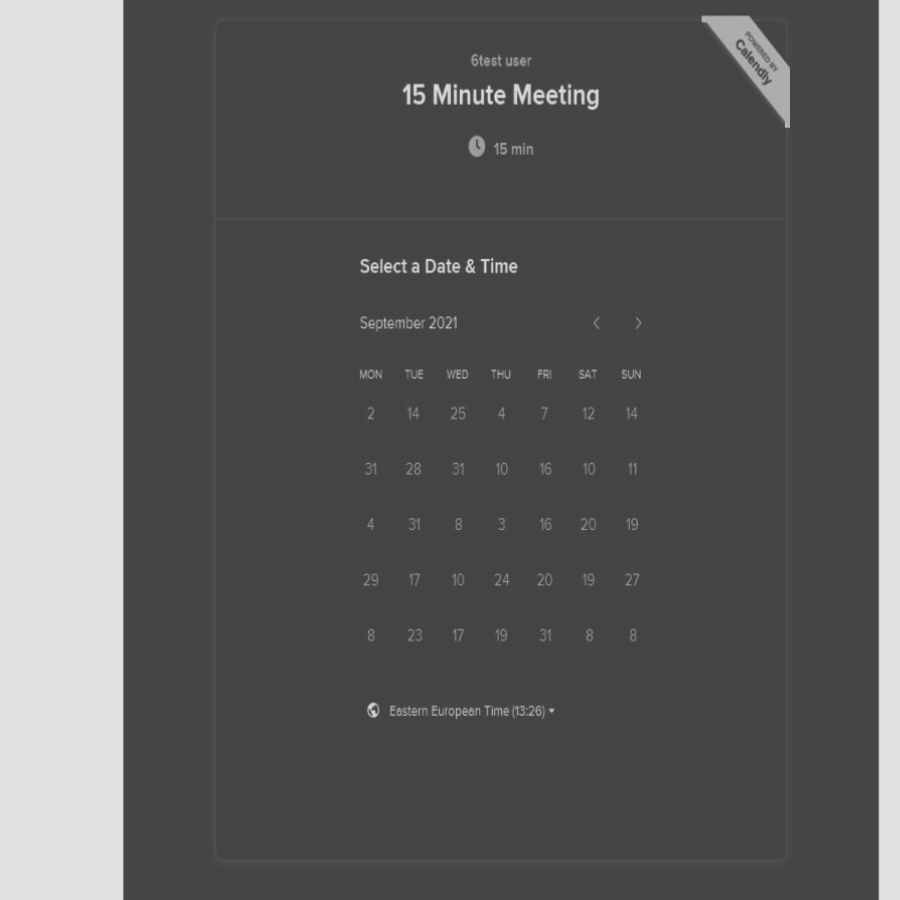 POWERED BY
Calendly
6test user
15 Minute Meeting
15 min
Select a Date & Time
September 2021
MON TUE WED THU FRI SAT SUN
2 14 25 4 7 12 14
31 28 31 10 16 10 11
4 31 8 3 16 20 19
29 17 10 24 20 19 27
8 23 17 19 31 8 8
Eastern European Time (13:26)